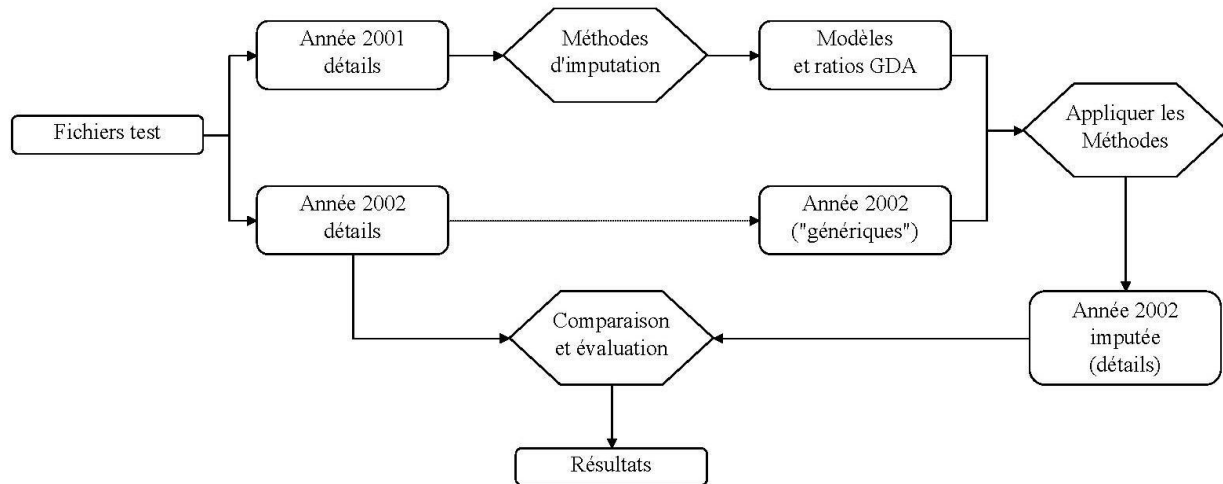 Année 2001
détails
Méthodes
d'imputation
Modèles
et ratios GDA
Appliquer les
Méthodes
Fichiers test
Année 2002
détails
Année 2002
("génériques")
Comparaison
et évaluation
Année 2002
imputée
(détails)
Résultats